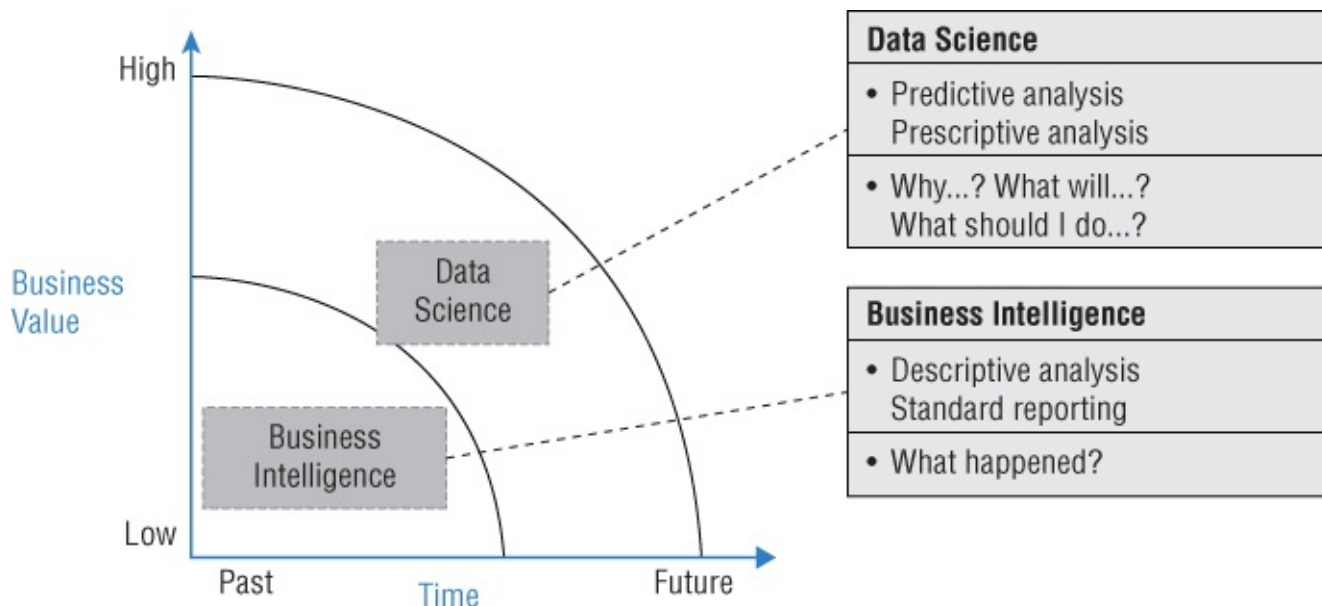 High
Business
Value
Low
Past
Time
Future
Data
Science
Business
Intelligence
Data Science
• Predictive analysis
Prescriptive analysis
• Why...? What will...?
What should I do...?
Business Intelligence
• Descriptive analysis
Standard reporting
• What happened?